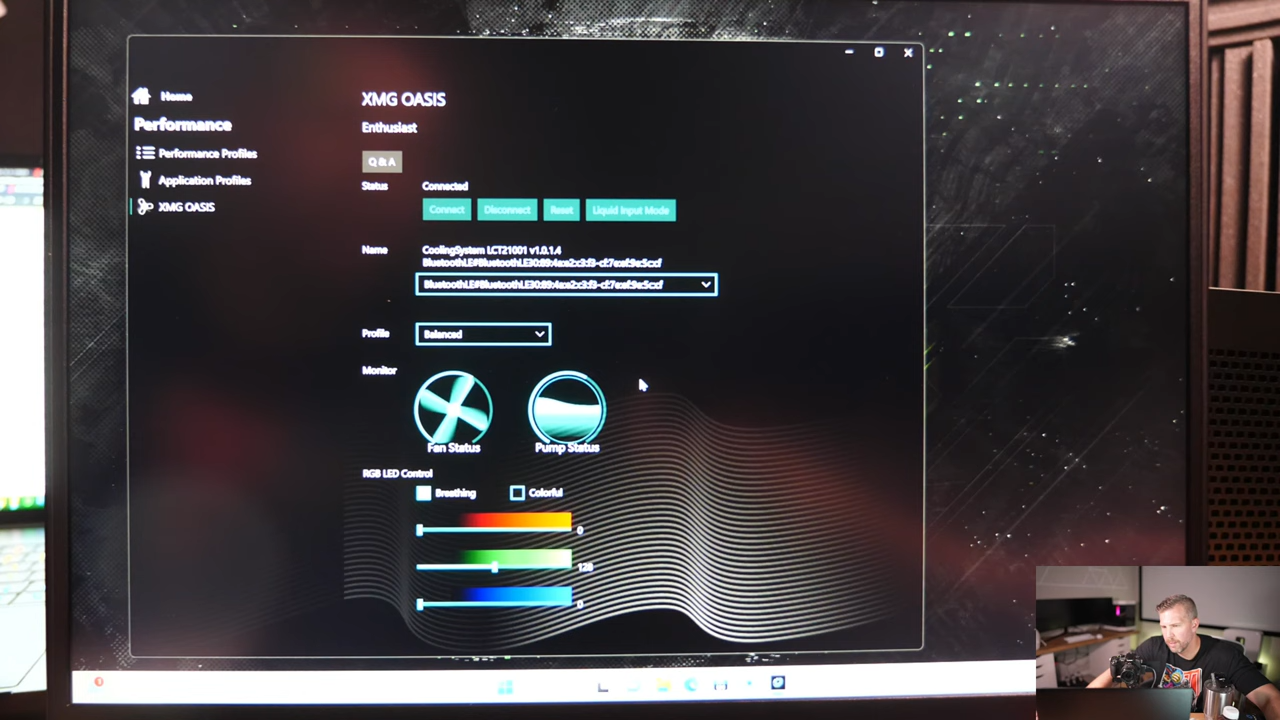 Home
Performance
Performance Profiles
Application Profiles
XMG OASIS
XMG OASIS
Enthusiast
Q & A
Status
Connected
Connect
Disconnect
Reset
Liquid Input Mode
Name
CoolingSystem LCT21001 v1.0.1.4
Profile
Balanced
Monitor
Fan Status
Pump Status
RGB LED Control
Breathing
Colorful
0
128
0
1